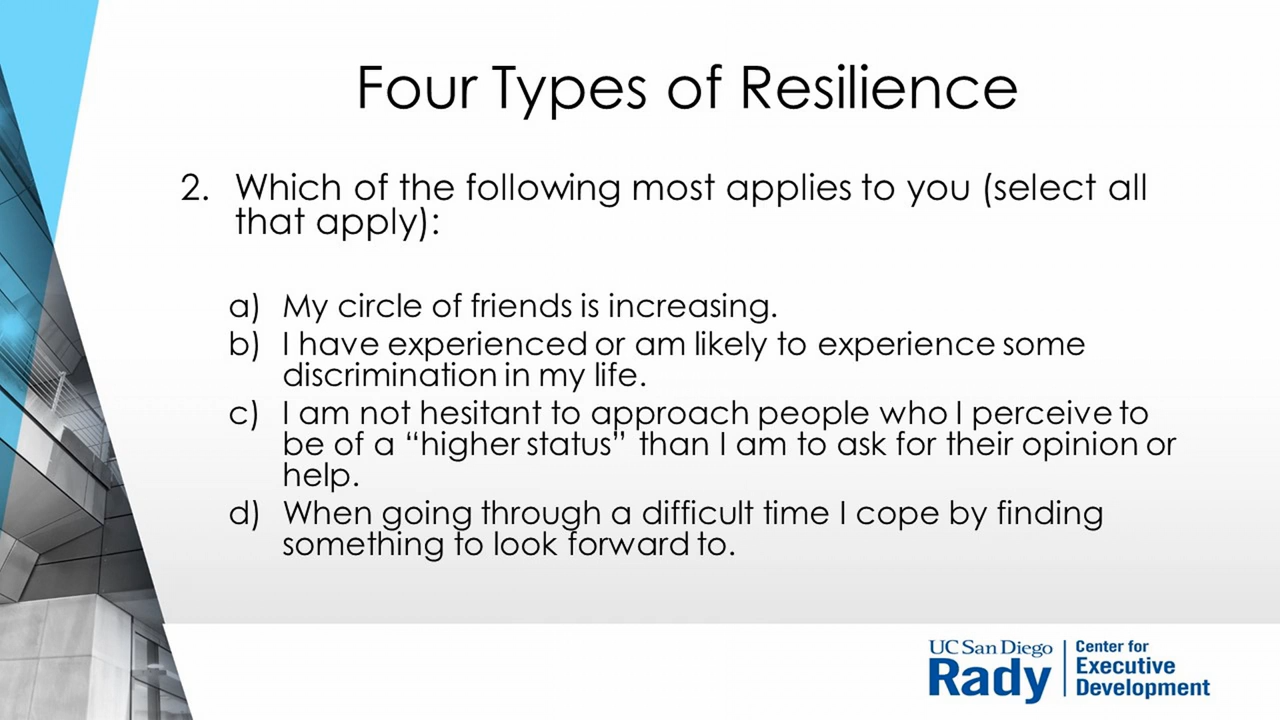 Four Types of Resilience
2. Which of the following most applies to you (select all
that apply):
a) My circle of friends is increasing.
b) I have experienced or am likely to experience some
discrimination in my life.
c) I am not hesitant to approach people who I perceive to
be of a “higher status” than I am to ask for their opinion or
help.
d) When going through a difficult time I cope by finding
something to look forward to.
UC San Diego
Rady
Center for
Executive
Development